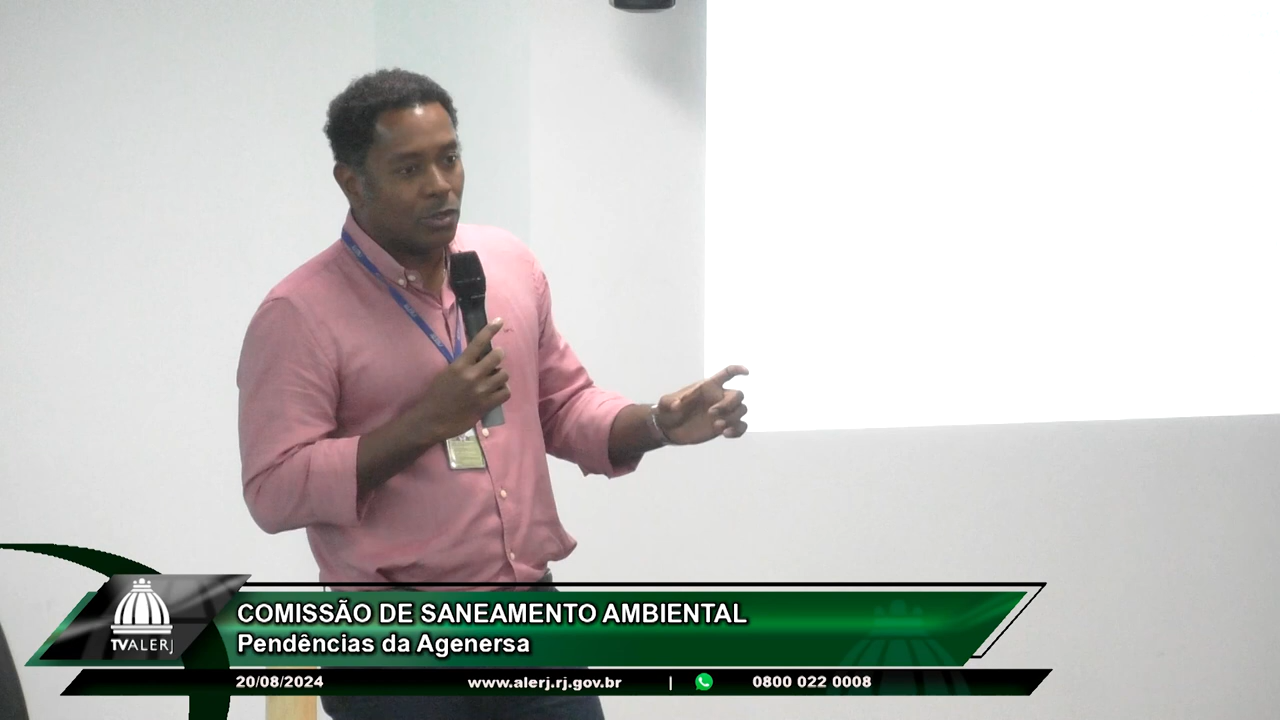 COMISSÃO DE SANEAMENTO AMBIENTAL
Pendências da Agenersa
TVALERJ
20/08/2024 www.alerj.rj.gov.br | 0800 022 0008